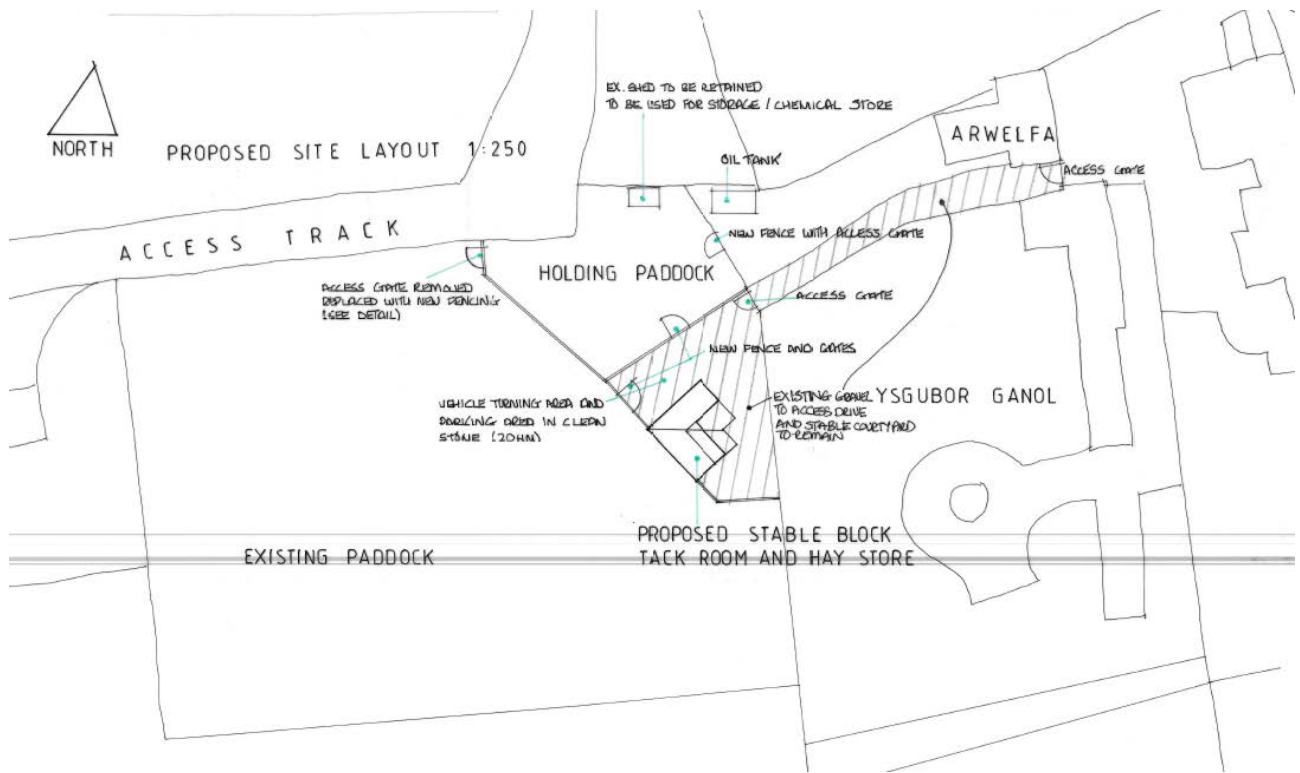 EX. SHED TO BE RETAINED
TO BE USED FOR STORAGE / CHEMICAL STORE
NORTH
PROPOSED SITE LAYOUT 1:250
OIL TANK
ARWELFA
ACCESS GATE
ACCESS TRACK
NEW FENCE WITH ACCESS GATE
HOLDING PADDOCK
ACCESS GATE REMOVED
REPLACED WITH NEW FENCING
(SEE DETAIL)
ACCESS GATE
NEW FENCE AND GATES
VEHICLE TURNING AREA AND
PARKING AREA IN CLEAN
STONE (20MM)
EXISTING GRAVEL
TO ACCESS DRIVE
AND STABLE COURTYARD
TO REMAIN
YSGUBOR GANOL
PROPOSED STABLE BLOCK
TACK ROOM AND HAY STORE
EXISTING PADDOCK